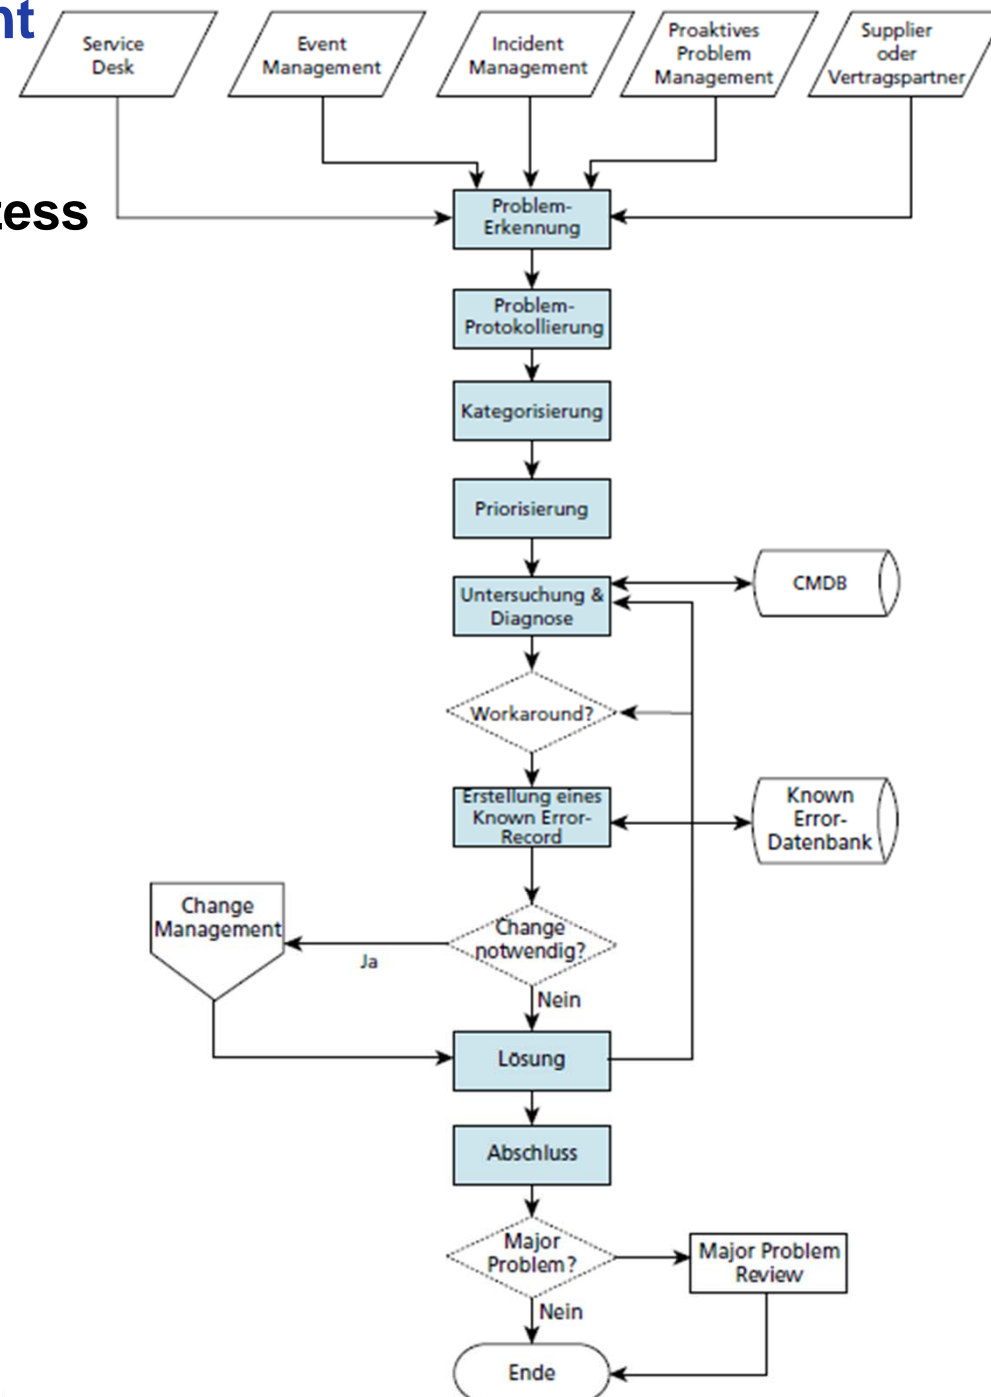 nt
Service
Desk
Event
Management
Incident
Management
Proaktives
Problem
Management
Supplier
oder
Vertragspartner
zess
Problem-
Erkennung
Problem-
Protokollierung
Kategorisierung
Priorisierung
Untersuchung &
Diagnose
CMDB
Workaround?
Erstellung eines
Known Error-
Record
Known
Error-
Datenbank
Change
Management
Change
notwendig?
Ja
Nein
Lösung
Abschluss
Major
Problem?
Major Problem
Review
Nein
Ende